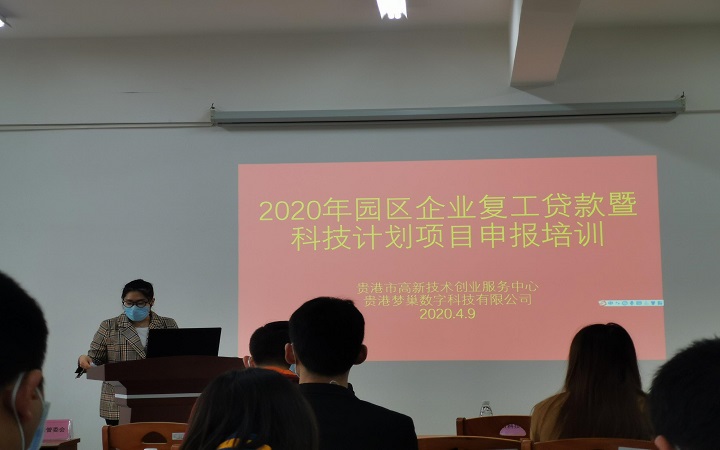 2020年园区企业复工贷款暨
科技计划项目申报培训
贵港市高新技术创业服务中心
贵港梦巢数字科技有限公司
2020.4.9